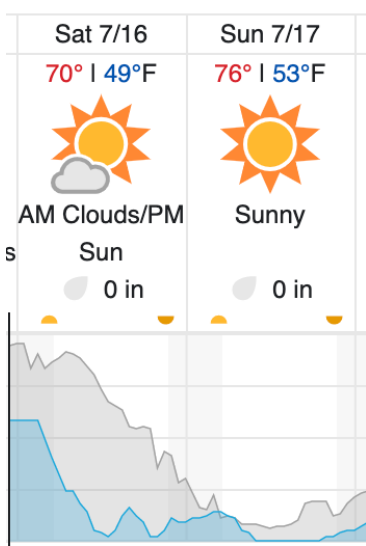 Sat 7/16
Sun 7/17
70° | 49°F
76° | 53°F
AM Clouds/PM
Sun
Sunny
s
0 in
0 in